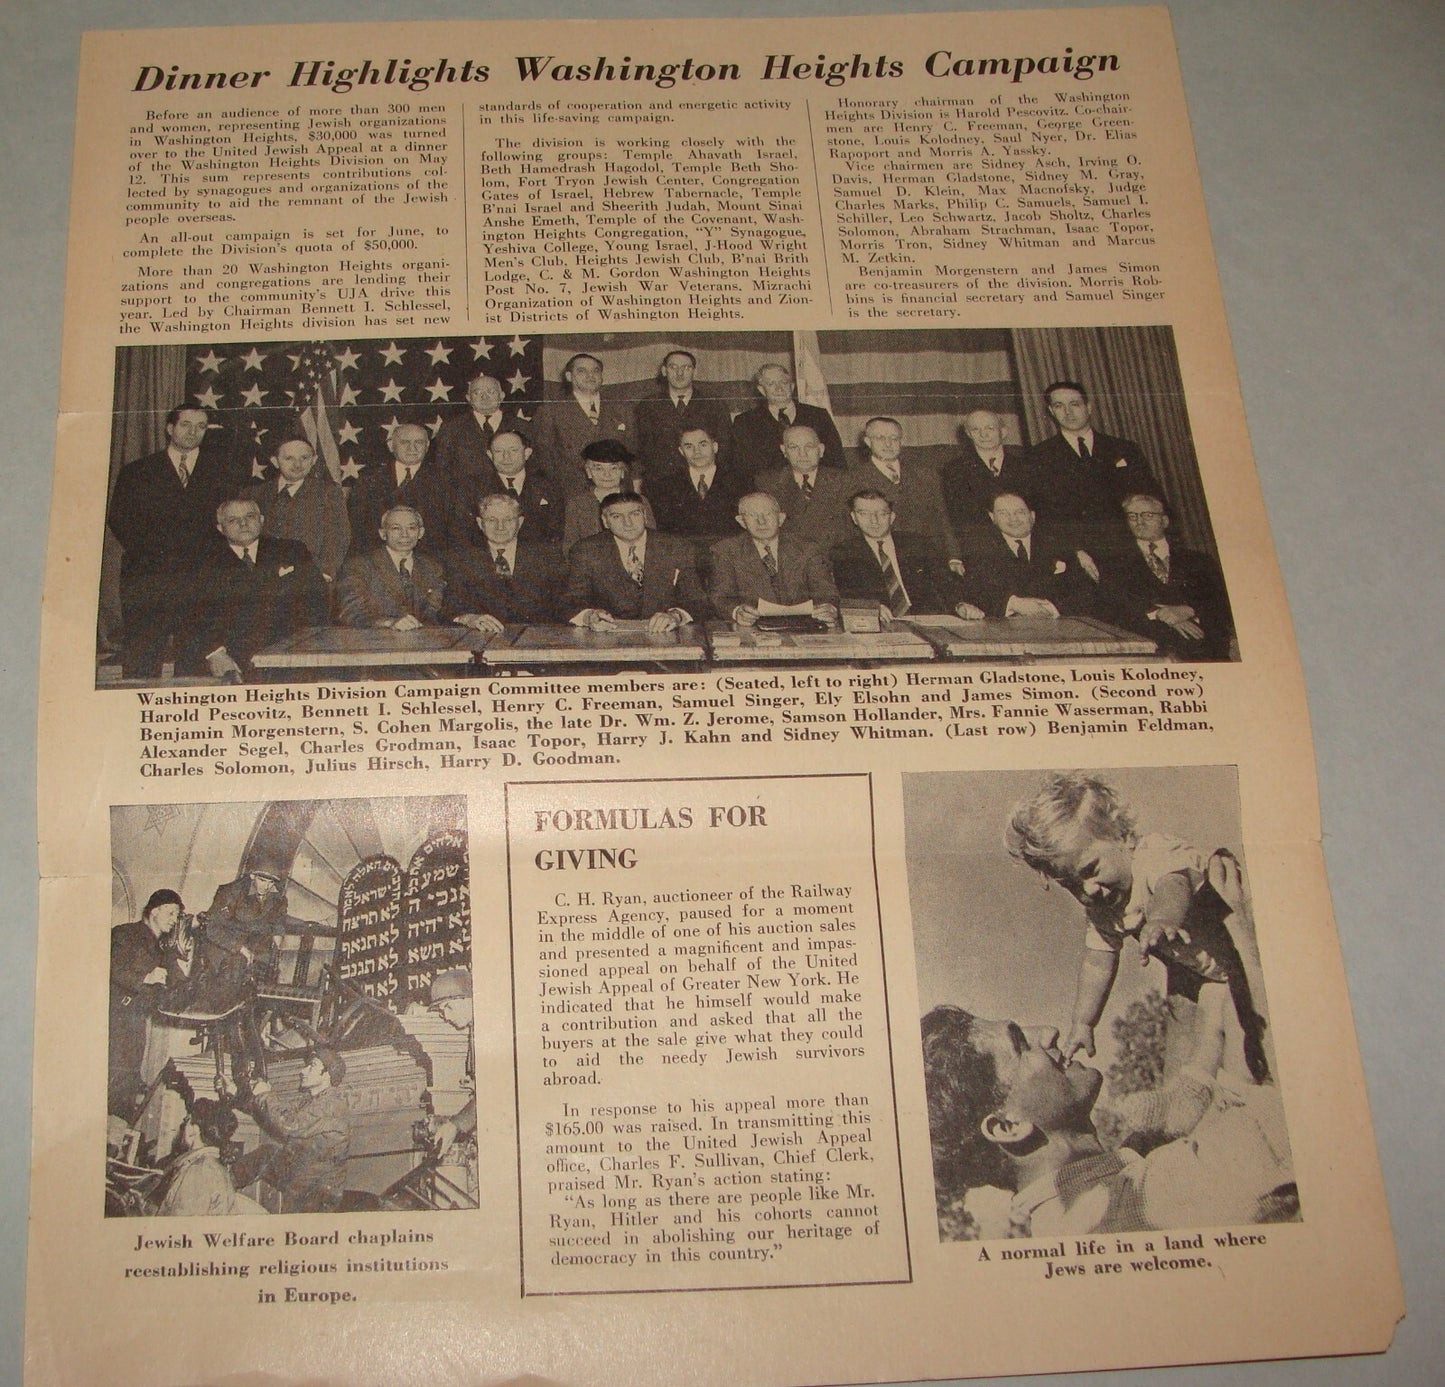 Dinner Highlights Washington Heights Campaign
Before an audience of more than 300 men
and women, representing Jewish organizations
in Washington Heights, $30,000 was turned
over to the United Jewish Appeal at a dinner
of the Washington Heights Division on May
12. This sum represents contributions col-
lected by synagogues and organizations of the
community to aid the remnant of the Jewish
people overseas.
An all-out campaign is set for June, to
complete the Division's quota of $50,000.
More than 20 Washington Heights organi-
zations and congregations are lending their
support to the community's UJA drive this
year. Led by Chairman Bennett I. Schlessel,
the Washington Heights division has set new
standards of cooperation and energetic activity
in this life-saving campaign.
The division is working closely with the
following groups: Temple Ahavath Israel,
Beth Hamedrash Hagodol, Temple Beth Sho-
lom, Fort Tryon Jewish Center, Congregation
Gates of Israel, Hebrew Tabernacle, Temple
B'nai Israel and Sheerith Judah, Mount Sinai
Anshe Emeth, Temple of the Covenant, Wash-
ington Heights Congregation, "Y" Synagogue,
Yeshiva College, Young Israel, J-Hood Wright
Men's Club, Heights Jewish Club, B'nai Brith
Lodge, C. & M. Gordon Washington Heights
Post No. 7, Jewish War Veterans. Mizrachi
Organization of Washington Heights and Zion-
ist Districts of Washington Heights.
Honorary chairman of the Washington
Heights Division is Harold Pescovitz. Co-chair-
men are Henry C. Freeman, George Green-
stone, Louis Kolodney, Saul Nyer, Dr. Elias
Rapoport and Morris A. Yassky.
Vice chairmen are Sidney Asch, Irving O.
Davis, Herman Gladstone, Sidney M. Gray,
Samuel D. Klein, Max Macnofsky, Judge
Charles Marks, Philip C. Samuels, Samuel I.
Schiller, Leo Schwartz, Jacob Sholtz, Charles
Solomon, Abraham Strachman, Isaac Topor,
Morris Tron, Sidney Whitman and Marcus
M. Zetkin.
Benjamin Morgenstern and James Simon
are co-treasurers of the division. Morris Rob-
bins is financial secretary and Samuel Singer
is the secretary.
Washington Heights Division Campaign Committee members are: (Seated, left to right) Herman Gladstone, Louis Kolodney,
Harold Pescovitz, Bennett I. Schlessel, Henry C. Freeman, Samuel Singer, Ely Elsohn and James Simon. (Second row)
Benjamin Morgenstern, S. Cohen Margolis, the late Dr. Wm. Z. Jerome, Samson Hollander, Mrs. Fannie Wasserman, Rabbi
Alexander Segel, Charles Grodman, Isaac Topor, Harry J. Kahn and Sidney Whitman. (Last row) Benjamin Feldman,
Charles Solomon, Julius Hirsch, Harry D. Goodman.
שמע
ישראל
לא תרצח
לא תנאף
לא תגנב
Jewish Welfare Board chaplains
reestablishing religious institutions
in Europe.
FORMULAS FOR
GIVING
C. H. Ryan, auctioneer of the Railway
Express Agency, paused for a moment
in the middle of one of his auction sales
and presented a magnificent and impas-
sioned appeal on behalf of the United
Jewish Appeal of Greater New York. He
indicated that he himself would make
a contribution and asked that all the
buyers at the sale give what they could
to aid the needy Jewish survivors
abroad.
In response to his appeal more than
$165.00 was raised. In transmitting this
amount to the United Jewish Appeal
office, Charles F. Sullivan, Chief Clerk,
praised Mr. Ryan's action stating:
"As long as there are people like Mr.
Ryan, Hitler and his cohorts cannot
succeed in abolishing our heritage of
democracy in this country."
A normal life in a land where
Jews are welcome.